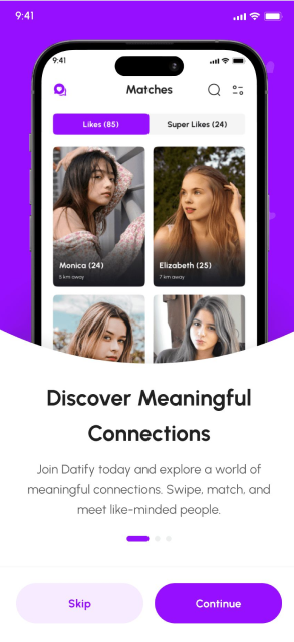 9:41
9:41
Matches
Likes (85)
Super Likes (24)
Monica (24)
5 km away
Elizabeth (25)
7 km away
Discover Meaningful
Connections
Join Datify today and explore a world of
meaningful connections. Swipe, match, and
meet like-minded people.
Skip
Continue